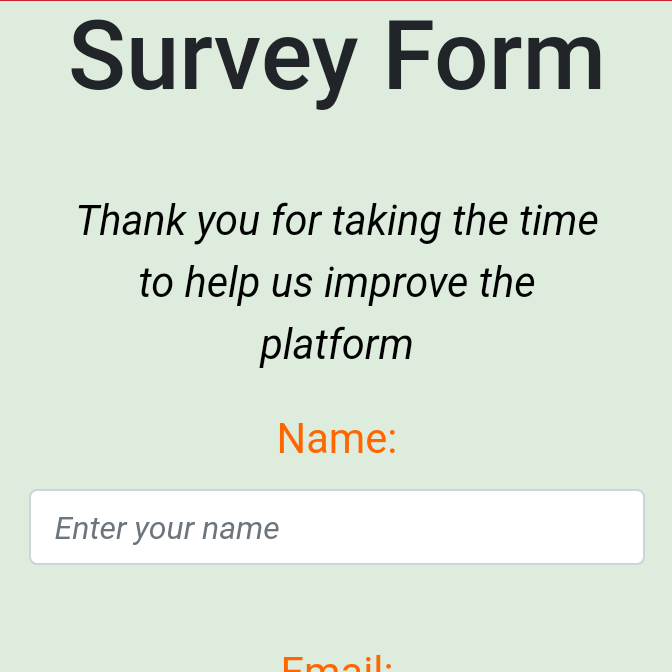 Survey Form
Thank you for taking the time
to help us improve the
platform
Name:
Enter your name
Email: